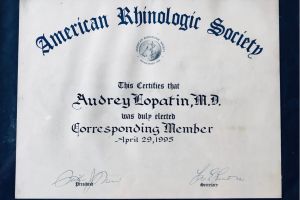 American Rhinologic Society
This Certifies that
Audrey Lopatin, M.D.
was duly elected
Corresponding Member
April 29, 1995
President Secretary